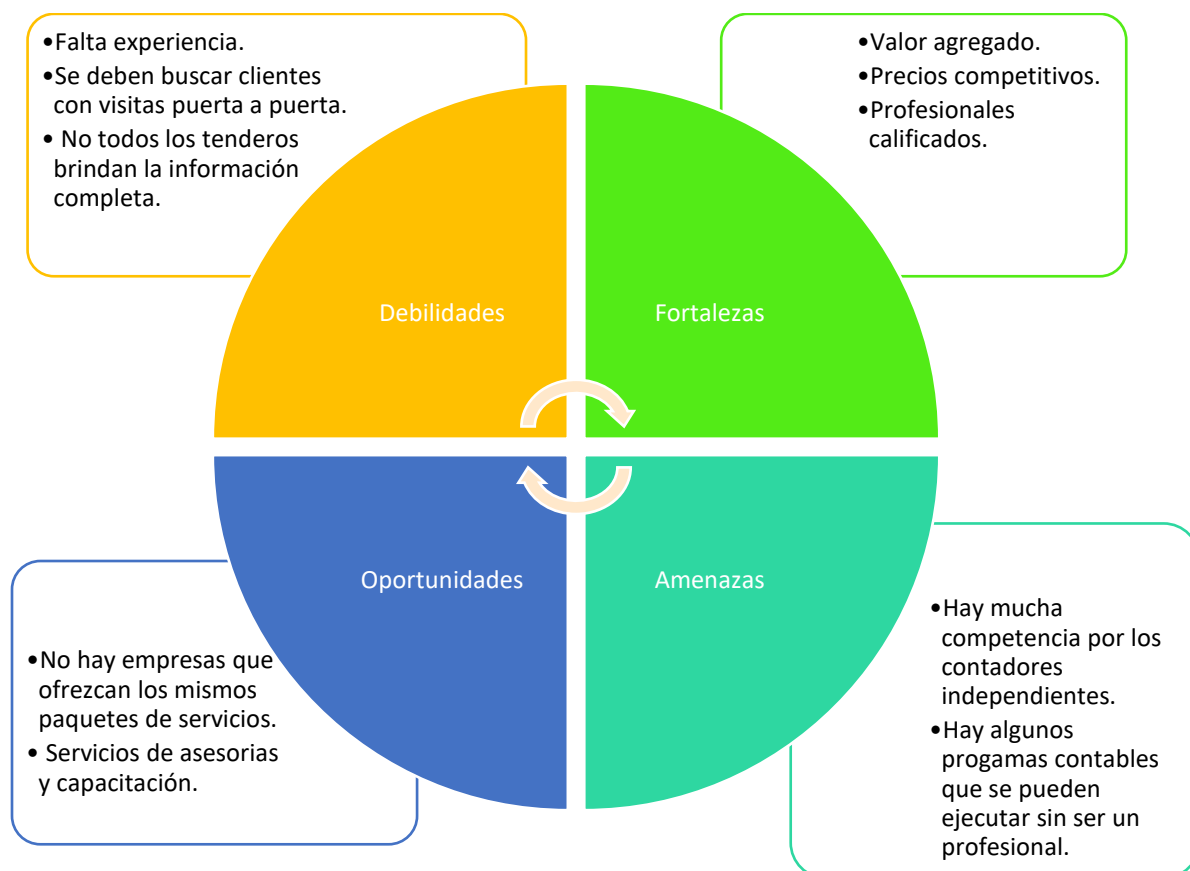 •Falta experiencia.
•Se deben buscar clientes
con visitas puerta a puerta.
• No todos los tenderos
brindan la información
completa.
•Valor agregado.
•Precios competitivos.
•Profesionales
calificados.
Debilidades
Fortalezas
Oportunidades
Amenazas
•No hay empresas que
ofrezcan los mismos
paquetes de servicios.
• Servicios de asesorias
y capacitación.
•Hay mucha
competencia por los
contadores
independientes.
•Hay algunos
progamas contables
que se pueden
ejecutar sin ser un
profesional.